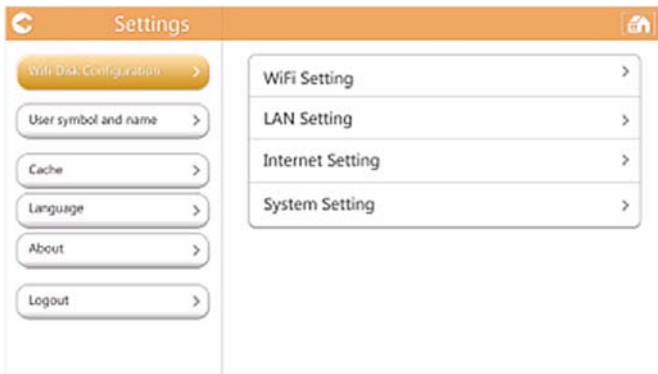 Settings
Wifi Disk Configuration
User symbol and name
Cache
Language
About
Logout
WiFi Setting
LAN Setting
Internet Setting
System Setting